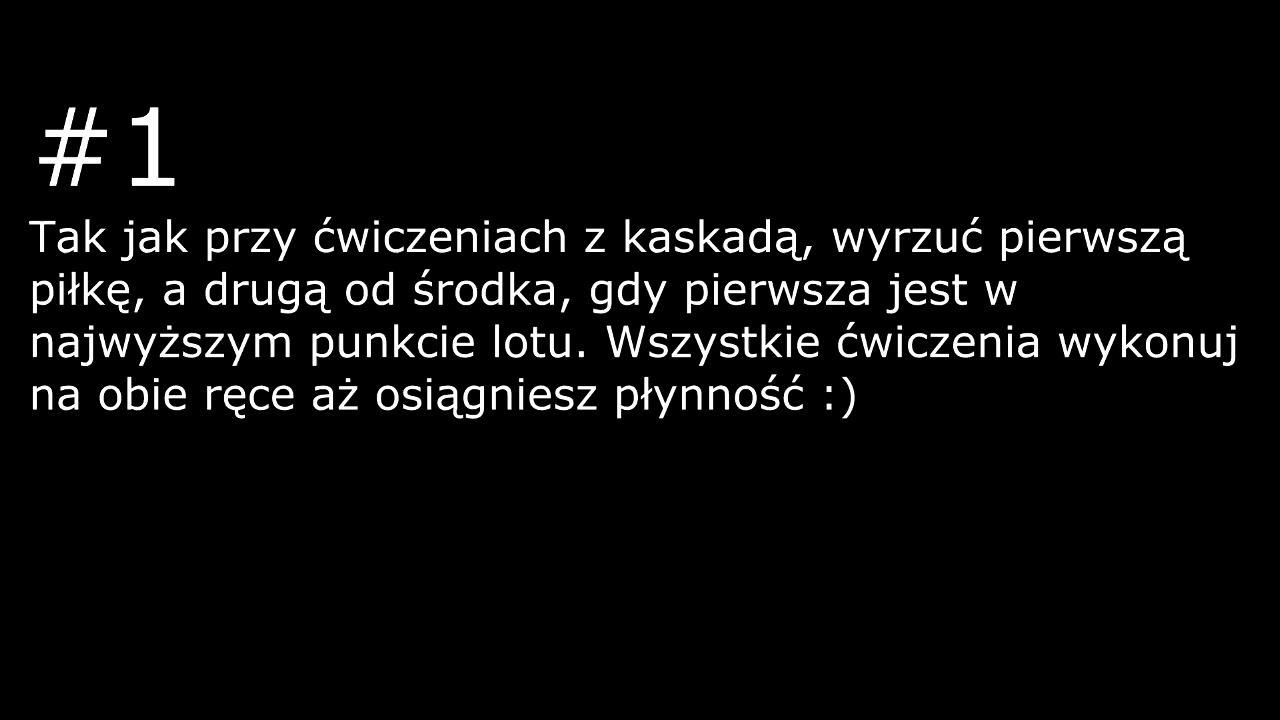 #1
Tak jak przy ćwiczeniach z kaskadą, wyrzuć pierwszą
piłkę, a drugą od środka, gdy pierwsza jest w
najwyższym punkcie lotu. Wszystkie ćwiczenia wykonuj
na obie ręce aż osiągniesz płynność :)